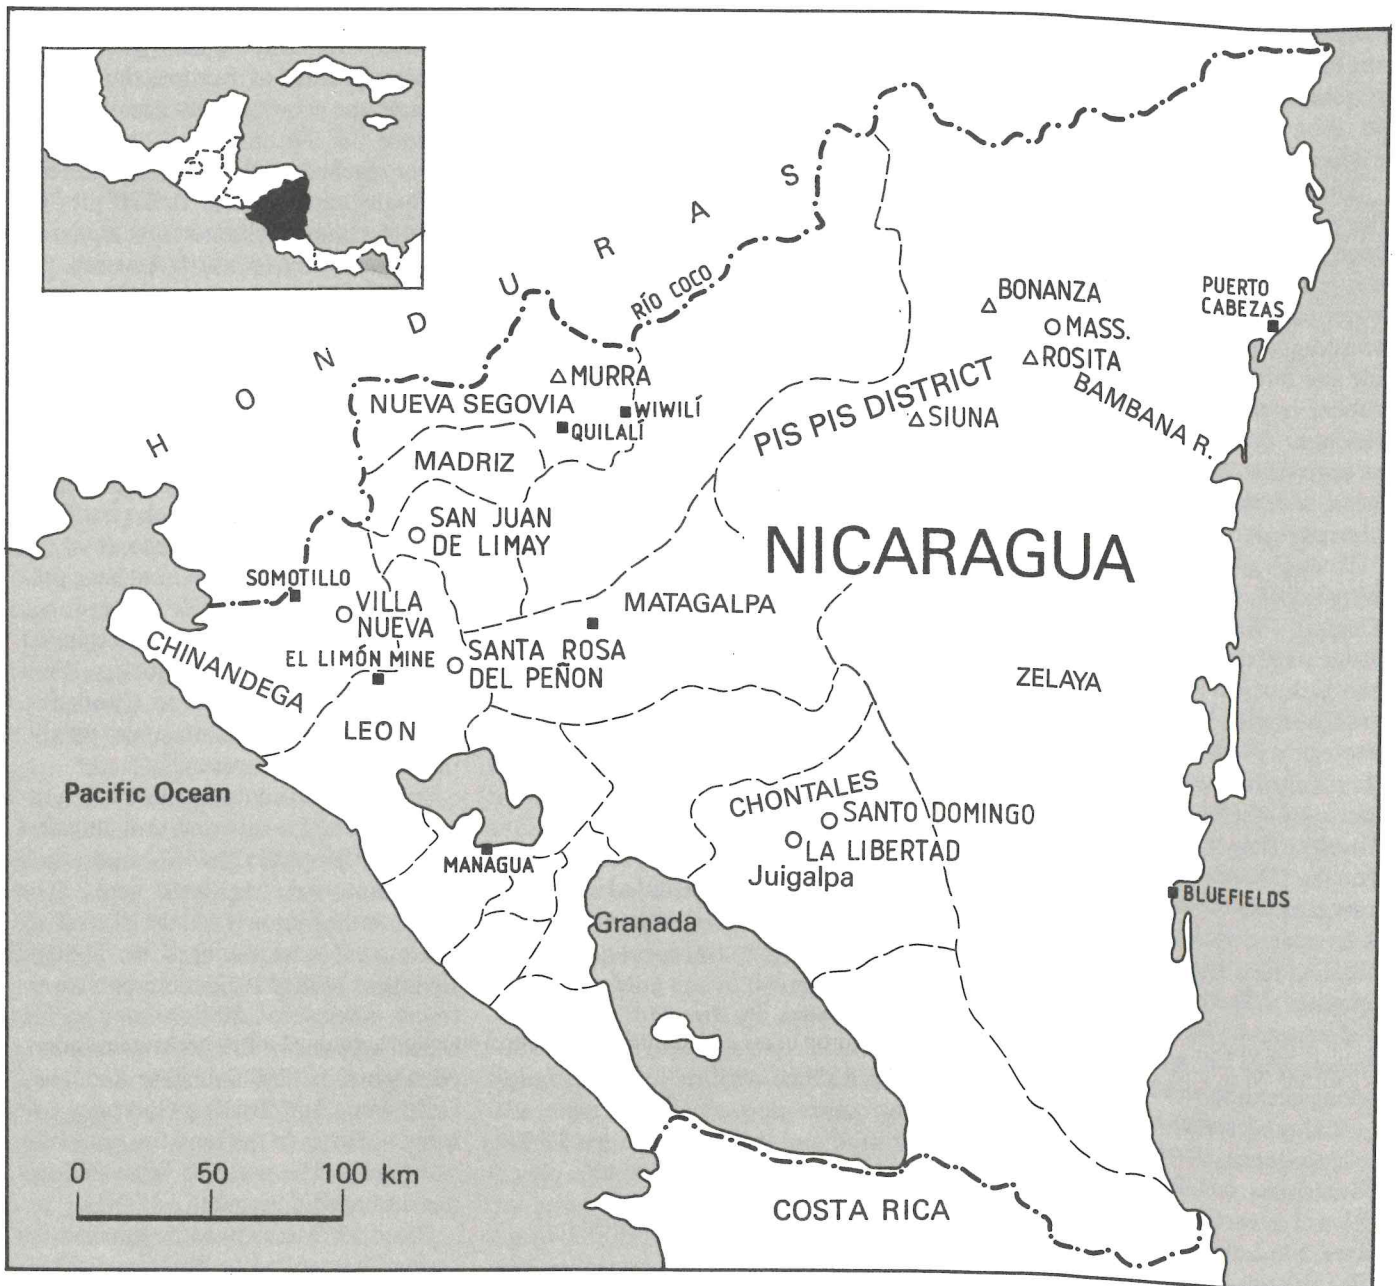 HONDURAS
RÍO COCO
BONANZA
MASS.
ROSITA
PUERTO
CABEZAS
MURRA
NUEVA SEGOVIA
WIWILÍ
QUILALÍ
PIS PIS DISTRICT
SIUNA
BAMBANA R.
MADRIZ
SAN JUAN
DE LIMAY
NICARAGUA
SOMOTILLO
VILLA
NUEVA
MATAGALPA
CHINANDEGA
EL LIMÓN MINE
SANTA ROSA
DEL PEÑON
ZELAYA
LEON
Pacific Ocean
CHONTALES
SANTO DOMINGO
MANAGUA
LA LIBERTAD
Juigalpa
BLUEFIELDS
Granada
0 50 100 km
COSTA RICA